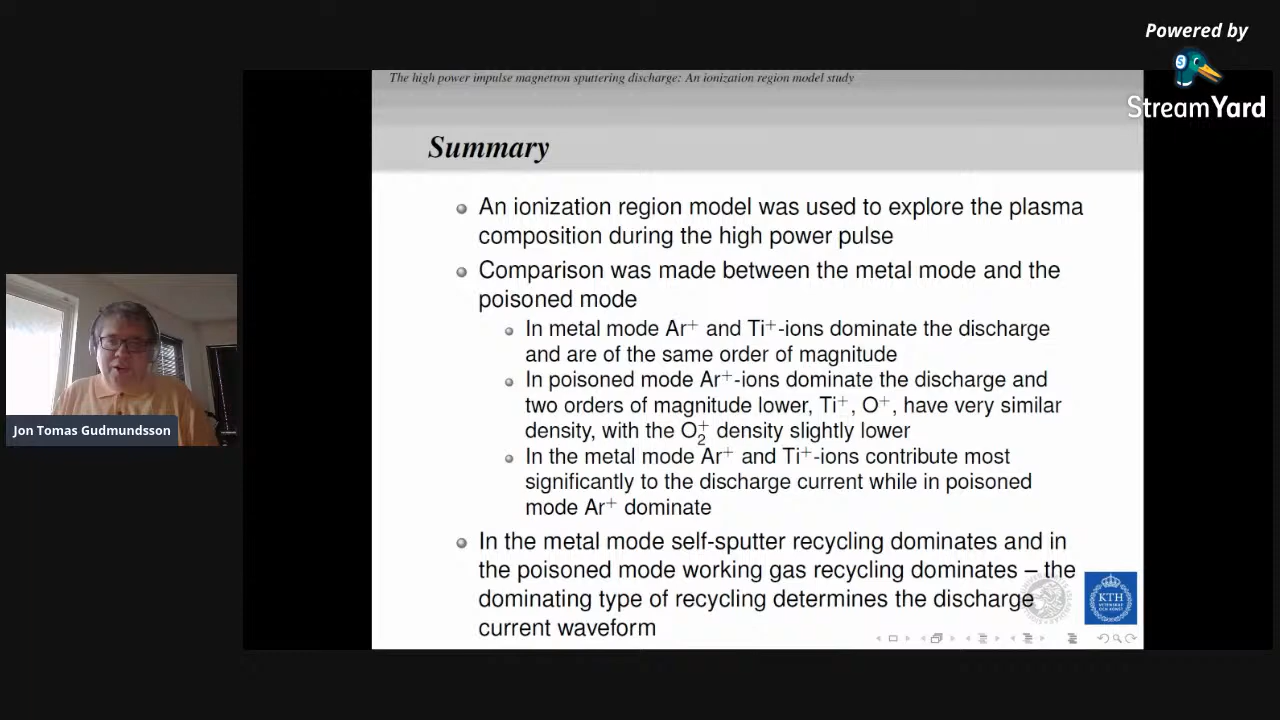 Powered by
StreamYard
The high power impulse magnetron sputtering discharge: An ionization region model study
Summary
An ionization region model was used to explore the plasma
composition during the high power pulse
Comparison was made between the metal mode and the
poisoned mode
In metal mode Ar⁺ and Ti⁺-ions dominate the discharge
and are of the same order of magnitude
In poisoned mode Ar⁺-ions dominate the discharge and
two orders of magnitude lower, Ti⁺, O⁺, have very similar
density, with the O₂⁺ density slightly lower
In the metal mode Ar⁺ and Ti⁺-ions contribute most
significantly to the discharge current while in poisoned
mode Ar⁺ dominate
In the metal mode self-sputter recycling dominates and in
the poisoned mode working gas recycling dominates – the
dominating type of recycling determines the discharge
current waveform
KTH
Jon Tomas Gudmundsson